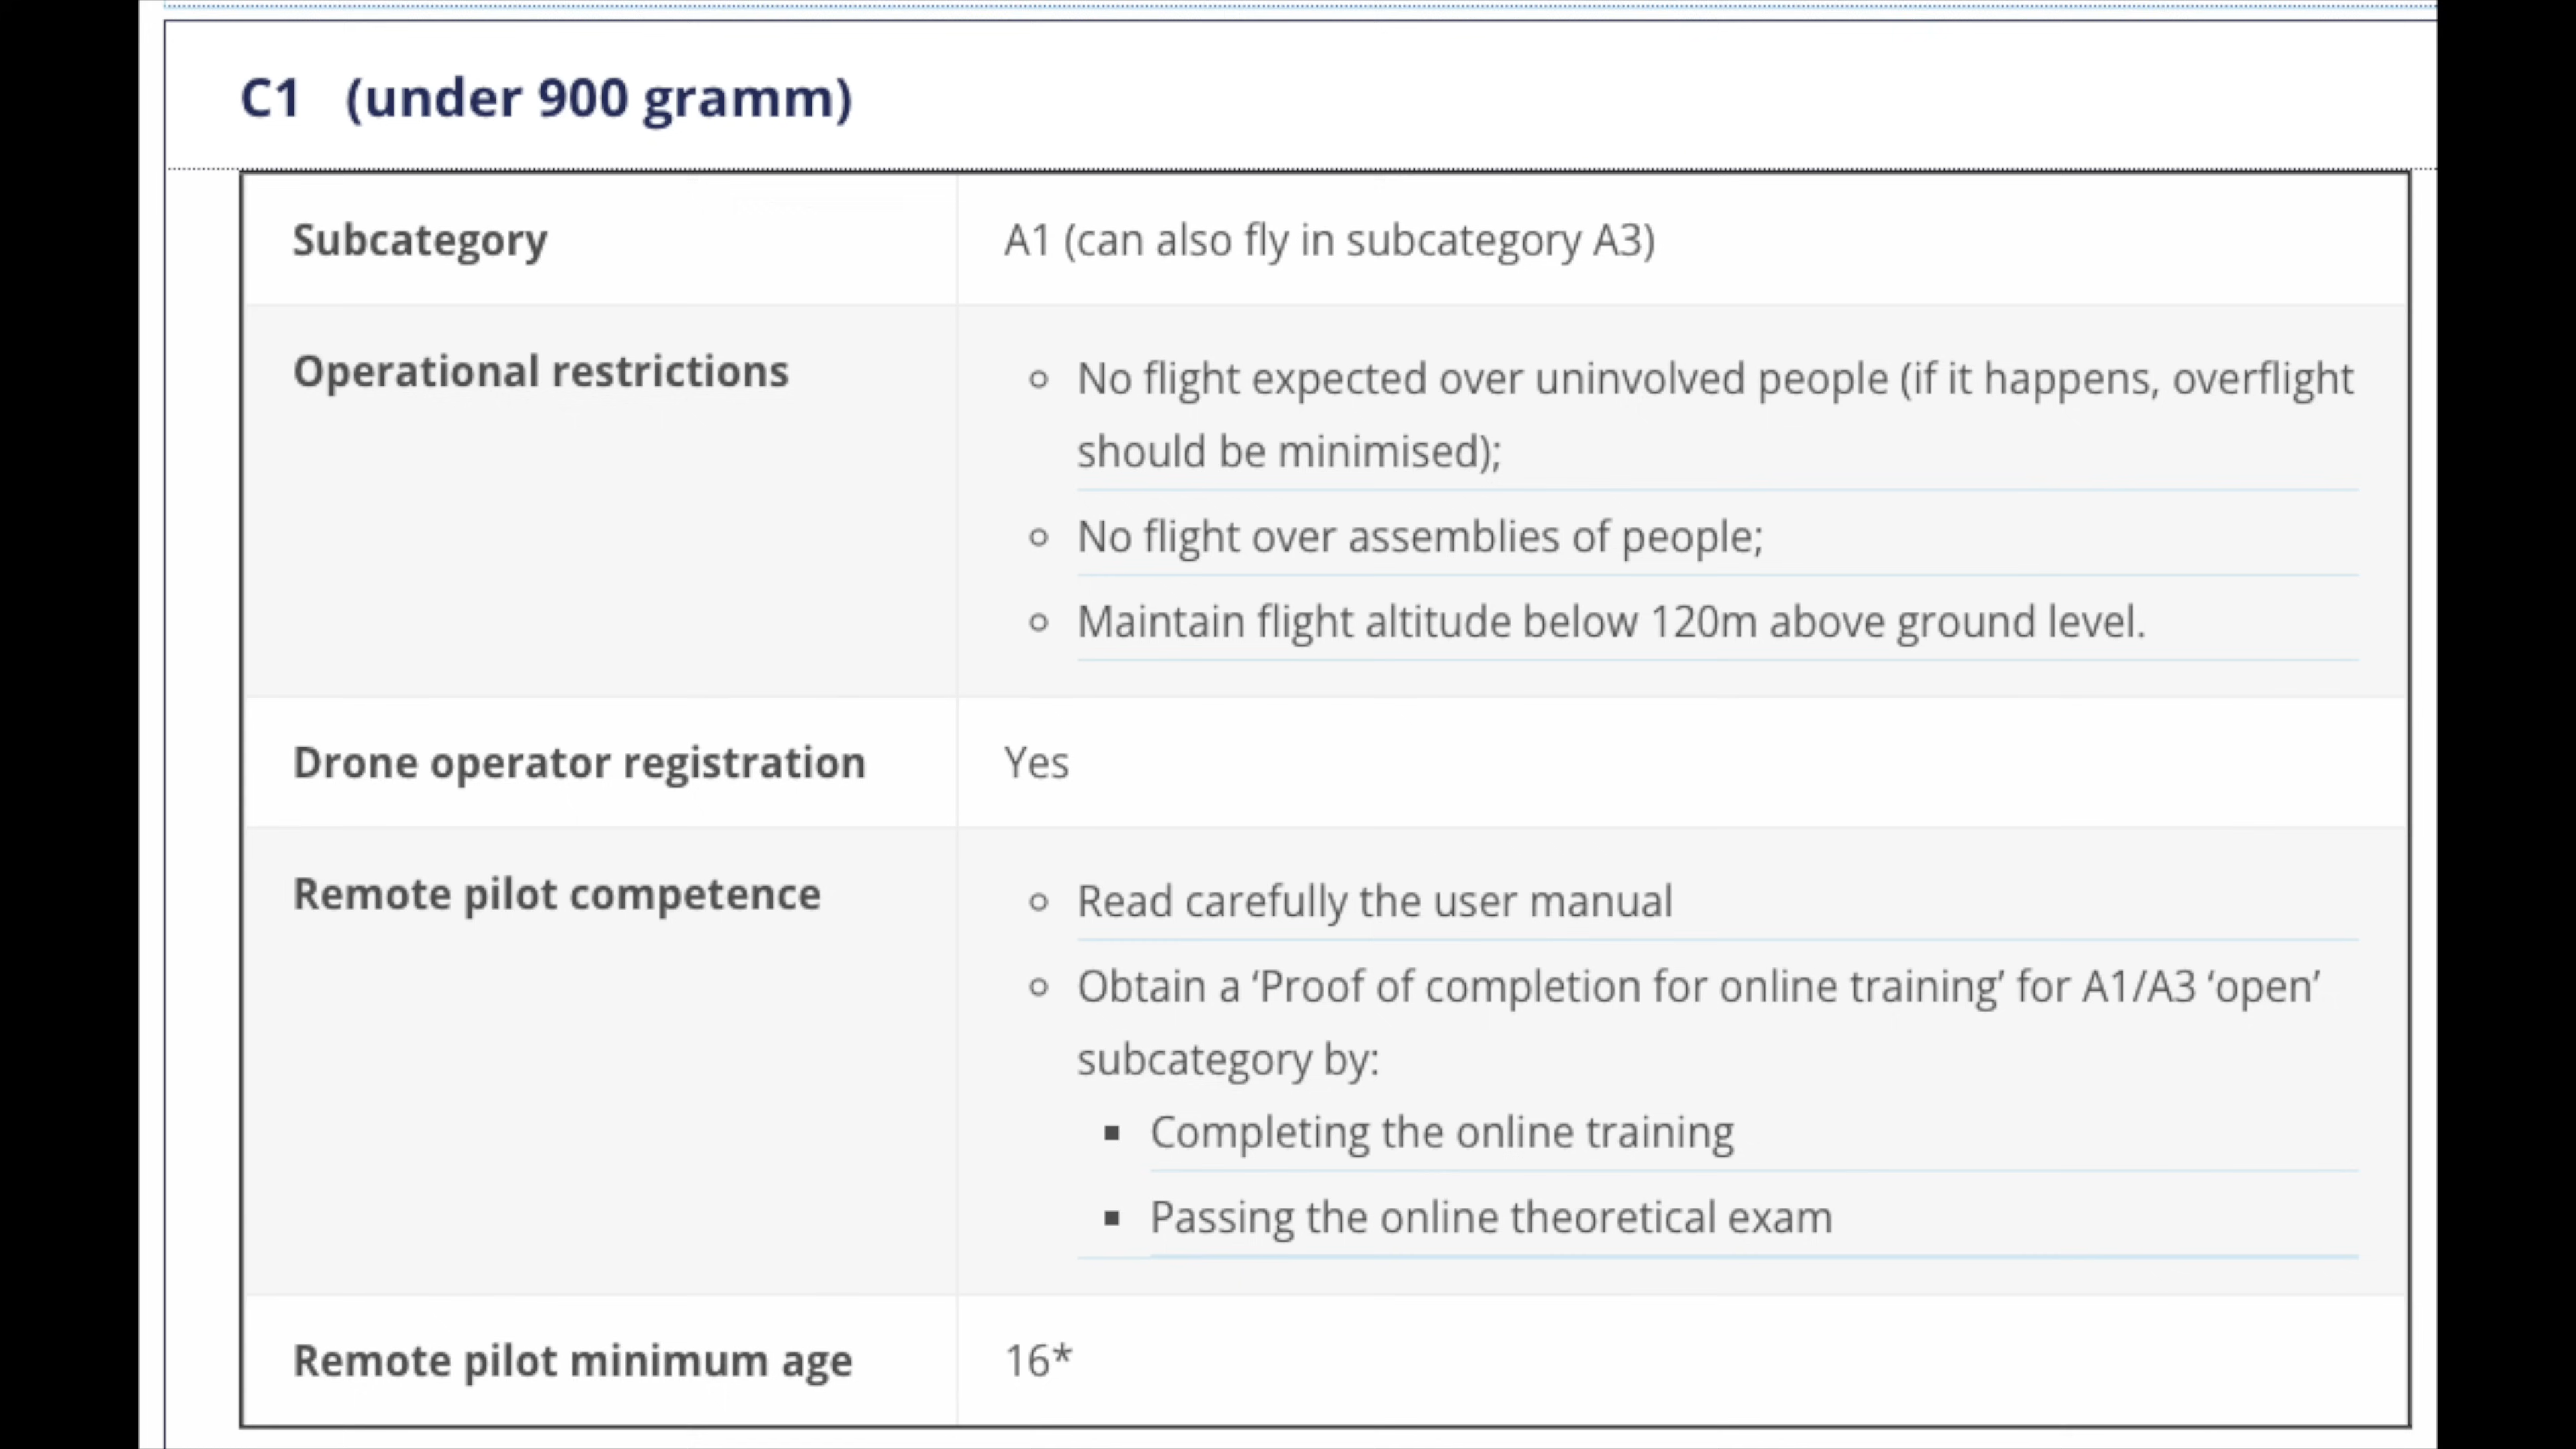 C1 (under 900 gramm)
Subcategory
A1 (can also fly in subcategory A3)
Operational restrictions
No flight expected over uninvolved people (if it happens, overflight
should be minimised);
No flight over assemblies of people;
Maintain flight altitude below 120m above ground level.
Drone operator registration
Yes
Remote pilot competence
Read carefully the user manual
Obtain a ‘Proof of completion for online training’ for A1/A3 ‘open’
subcategory by:
Completing the online training
Passing the online theoretical exam
Remote pilot minimum age
16*